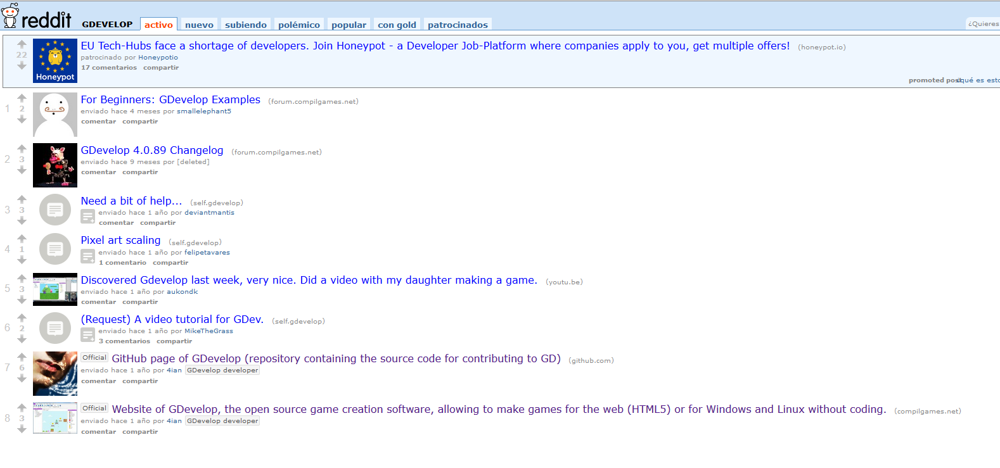 reddit GDEVELOP activo nuevo subiendo polémico popular con gold patrocinados ¿Quieres
22
Honeypot
EU Tech-Hubs face a shortage of developers. Join Honeypot - a Developer Job-Platform where companies apply to you, get multiple offers! (honeypot.io)
patrocinado por Honeypotio
17 comentarios compartir
promoted post ¿qué es esto
1 2 For Beginners: GDevelop Examples (forum.compilgames.net)
enviado hace 4 meses por smallelephant5
comentar compartir
2 3 GDevelop 4.0.89 Changelog (forum.compilgames.net)
enviado hace 9 meses por [deleted]
comentar compartir
3 3 Need a bit of help... (self.gdevelop)
enviado hace 1 año por deviantmantis
comentar compartir
4 1 Pixel art scaling (self.gdevelop)
enviado hace 1 año por felipetavares
1 comentario compartir
5 3 Discovered Gdevelop last week, very nice. Did a video with my daughter making a game. (youtu.be)
enviado hace 1 año por aukondk
comentar compartir
6 2 (Request) A video tutorial for GDev. (self.gdevelop)
enviado hace 1 año por MikeTheGrass
3 comentarios compartir
7 6 Official GitHub page of GDevelop (repository containing the source code for contributing to GD) (github.com)
enviado hace 1 año por 4ian GDevelop developer
comentar compartir
8 3 Official Website of GDevelop, the open source game creation software, allowing to make games for the web (HTML5) or for Windows and Linux without coding. (compilgames.net)
enviado hace 1 año por 4ian GDevelop developer
comentar compartir